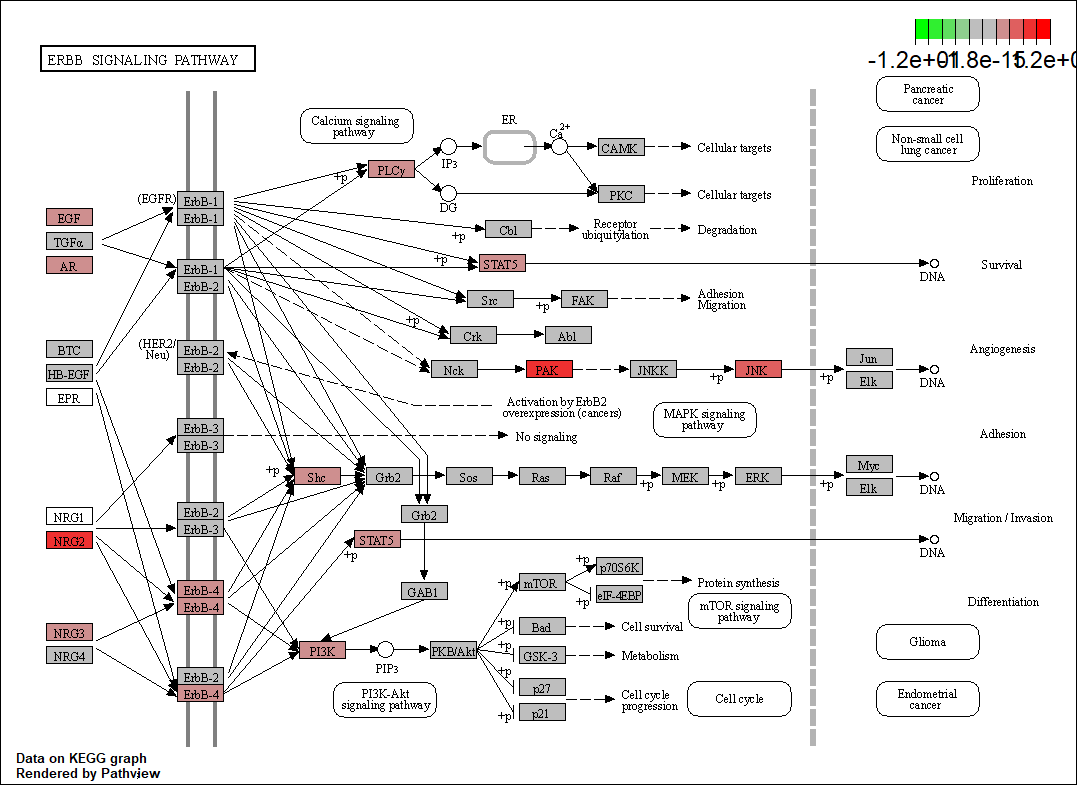 -1.2e+01
-1.8e-15
1.2e+0
ERBB SIGNALING PATHWAY
Pancreatic
cancer
Calcium signaling
pathway
ER
Ca2+
IP3
CAMK
Cellular targets
Non-small cell
lung cancer
+p
PLCγ
DG
PKC
Cellular targets
Proliferation
(EGFR)
ErbB-1
ErbB-1
EGF
TGFα
AR
+p
Cbl
Receptor
ubiquitylation
Degradation
ErbB-1
ErbB-2
+p
STAT5
DNA
Survival
Src
+p
FAK
Adhesion
Migration
+p
Crk
Abl
(HER2/
Neu)
ErbB-2
ErbB-2
BTC
HB-EGF
EPR
Nck
PAK
JNKK
+p
JNK
+p
Jun
Elk
DNA
Angiogenesis
Activation by ErbB2
overexpression (cancers)
MAPK signaling
pathway
ErbB-3
ErbB-3
No signaling
Adhesion
+p
Shc
Grb2
Sos
Ras
Raf
+p
MEK
+p
ERK
+p
Myc
Elk
DNA
NRG1
NRG2
ErbB-2
ErbB-3
Grb2
Migration / Invasion
STAT5
+p
DNA
ErbB-4
ErbB-4
GAB1
+p
mTOR
+p
p70S6K
+p
eIF-4EBP
Protein synthesis
mTOR signaling
pathway
Differentiation
NRG3
NRG4
+p
Bad
Cell survival
Glioma
PI3K
PIP3
PKB/Akt
+p
GSK-3
Metabolism
ErbB-2
ErbB-4
+p
p27
+p
p21
Cell cycle
progression
Cell cycle
PI3K-Akt
signaling pathway
Endometrial
cancer
Data on KEGG graph
Rendered by Pathview